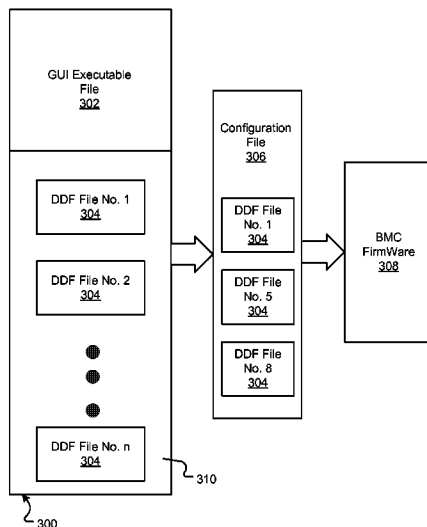 GUI Executable
File
302
DDF File No. 1
304
DDF File No. 2
304
DDF File No. n
304
310
300
Configuration
File
306
DDF File
No. 1
304
DDF File
No. 5
304
DDF File
No. 8
304
BMC
FirmWare
308